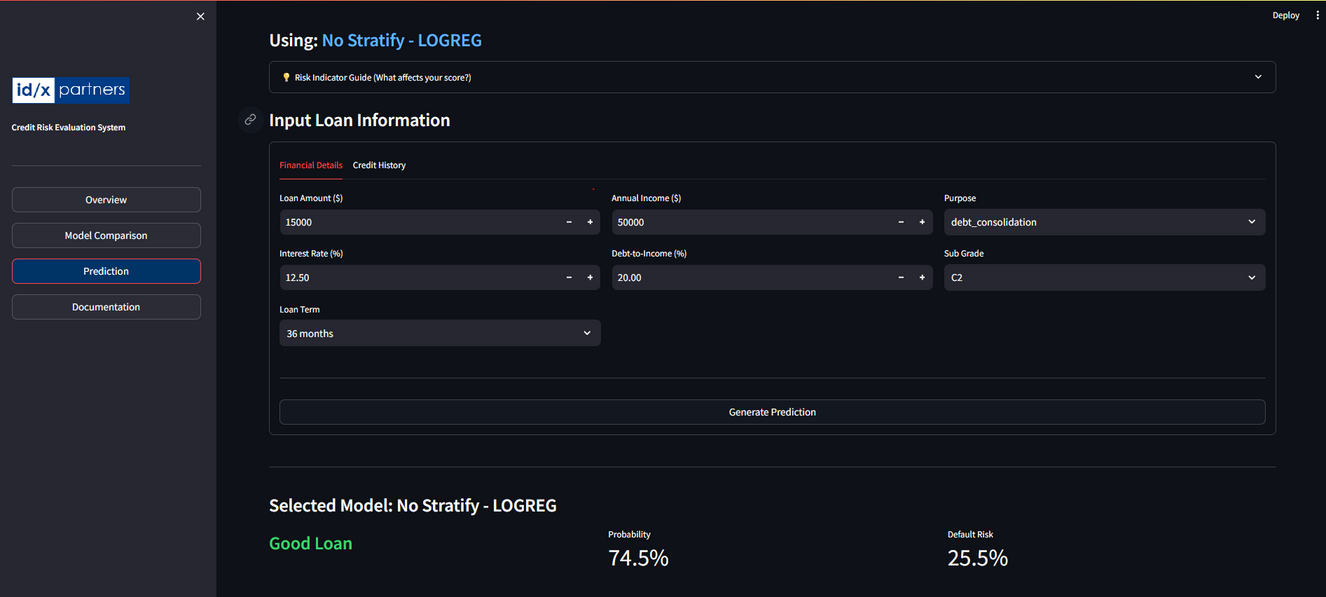 Deploy
id/x partners
Credit Risk Evaluation System
Overview
Model Comparison
Prediction
Documentation
Using: No Stratify - LOGREG
Risk Indicator Guide (What affects your score?)
Input Loan Information
Financial Details Credit History
Loan Amount ($) Annual Income ($) Purpose
15000 − + 50000 − + debt_consolidation
Interest Rate (%) Debt-to-Income (%) Sub Grade
12.50 − + 20.00 − + C2
Loan Term
36 months
Generate Prediction
Selected Model: No Stratify - LOGREG
Good Loan
Probability
74.5%
Default Risk
25.5%